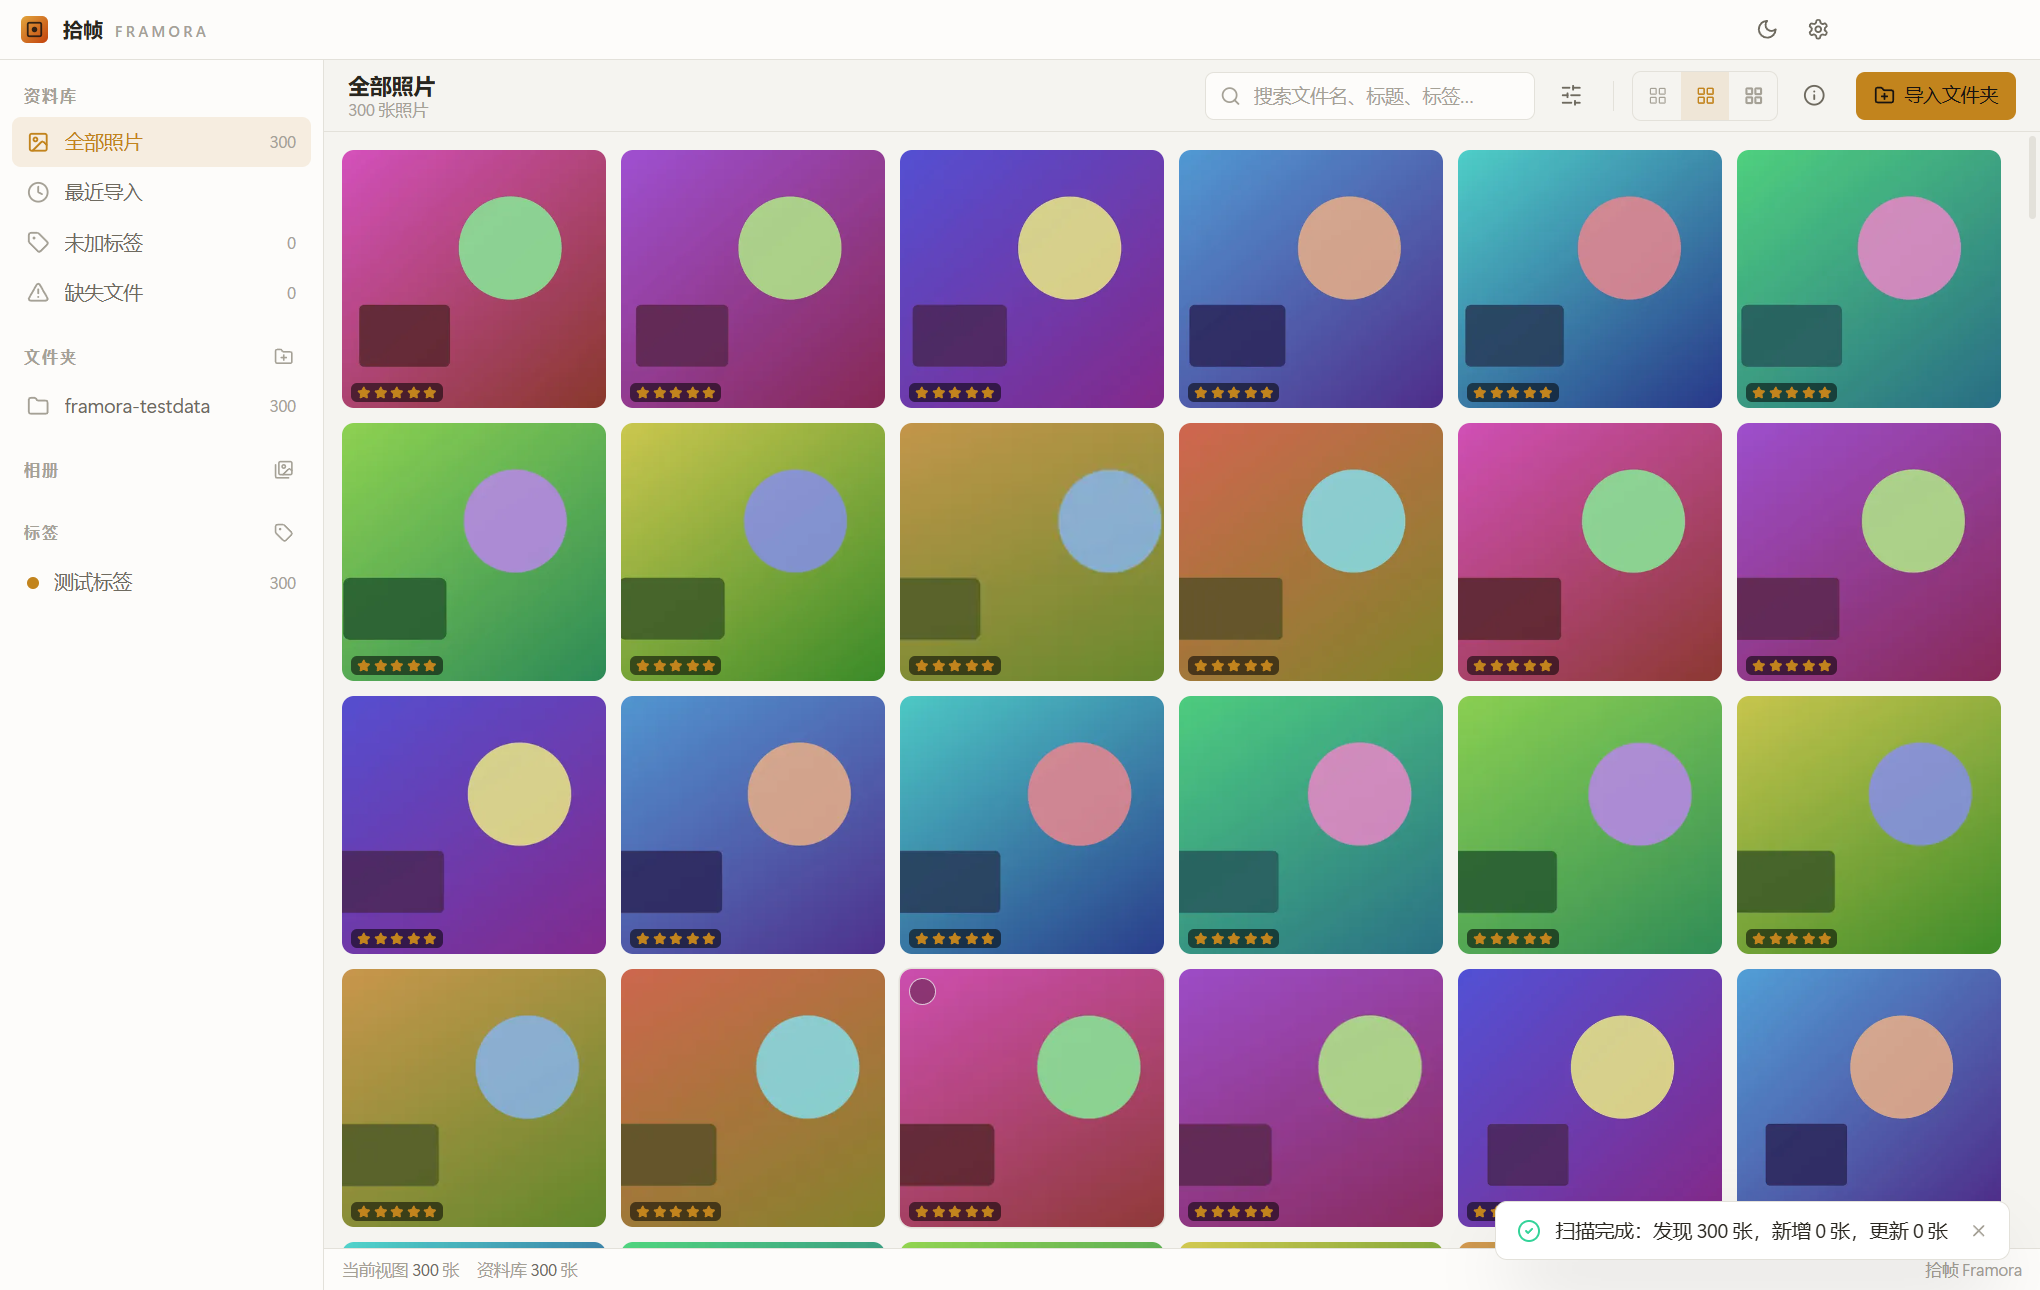 拾帧 FRAMORA
资料库
全部照片 300
最近导入
未加标签 0
缺失文件 0
文件夹
framora-testdata 300
相册
标签
测试标签 300
全部照片
300 张照片
搜索文件名、标题、标签...
导入文件夹
扫描完成：发现 300 张，新增 0 张，更新 0 张
当前视图 300 张 资料库 300 张
拾帧 Framora